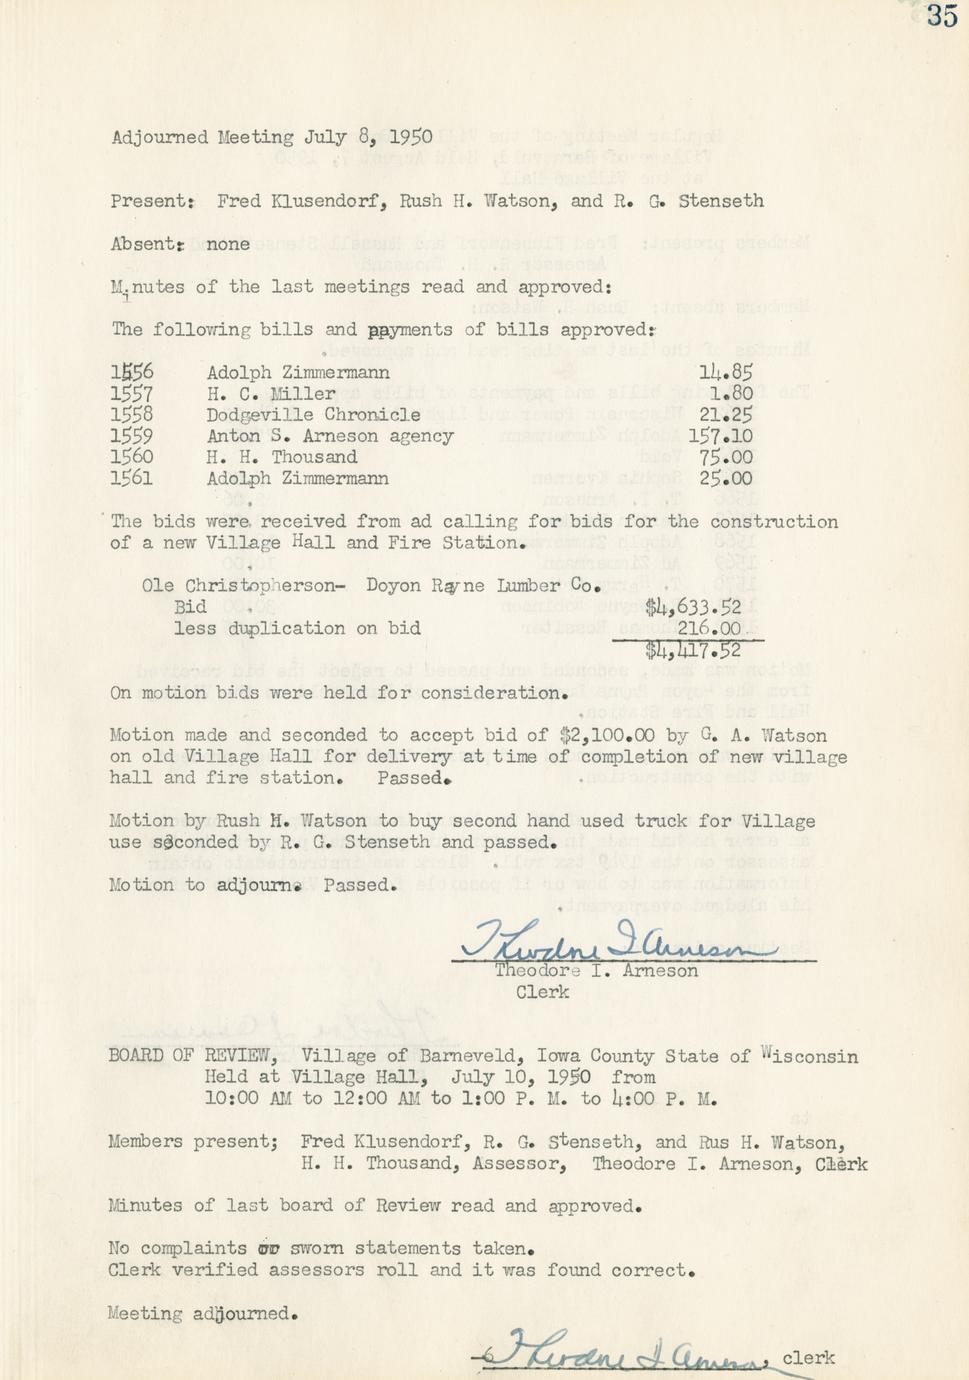 35
Adjourned Meeting July 8, 1950
Present: Fred Klusendorf, Rush H. Watson, and R. G. Stenseth
Absent: none
Minutes of the last meetings read and approved:
The following bills and payments of bills approved:
1556 Adolph Zimmermann 14.85
1557 H. C. Miller 1.80
1558 Dodgeville Chronicle 21.25
1559 Anton S. Arneson agency 157.10
1560 H. H. Thousand 75.00
1561 Adolph Zimmermann 25.00
The bids were received from ad calling for bids for the construction
of a new Village Hall and Fire Station.
Ole Christopherson- Doyon Rayne Lumber Co.
Bid $4,633.52
less duplication on bid 216.00
$4,417.52
On motion bids were held for consideration.
Motion made and seconded to accept bid of $2,100.00 by G. A. Watson
on old Village Hall for delivery at time of completion of new village
hall and fire station. Passed.
Motion by Rush H. Watson to buy second hand used truck for Village
use seconded by R. G. Stenseth and passed.
Motion to adjourn. Passed.
Theodore I Arneson
Theodore I. Arneson
Clerk
BOARD OF REVIEW, Village of Barneveld, Iowa County State of Wisconsin
Held at Village Hall, July 10, 1950 from
10:00 AM to 12:00 AM to 1:00 P. M. to 4:00 P. M.
Members present; Fred Klusendorf, R. G. Stenseth, and Rus H. Watson,
H. H. Thousand, Assessor, Theodore I. Arneson, Clerk
Minutes of last board of Review read and approved.
No complaints or sworn statements taken.
Clerk verified assessors roll and it was found correct.
Meeting adjourned.
Theodore I Arneson, clerk